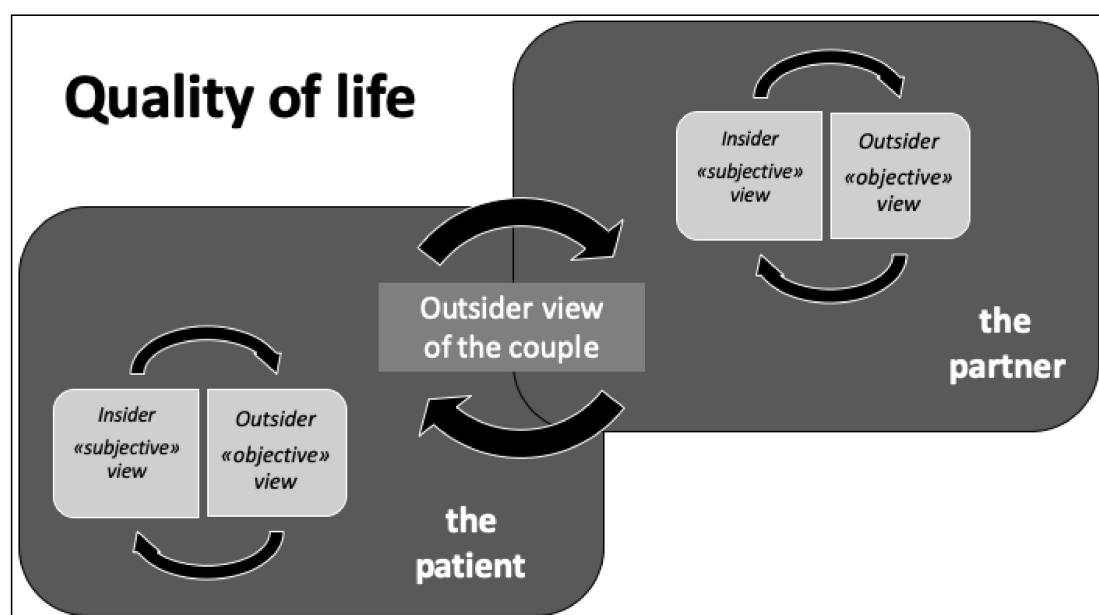 Quality of life
Insider
«subjective»
view
Outsider
«objective»
view
the
partner
Outsider view
of the couple
Insider
«subjective»
view
Outsider
«objective»
view
the
patient